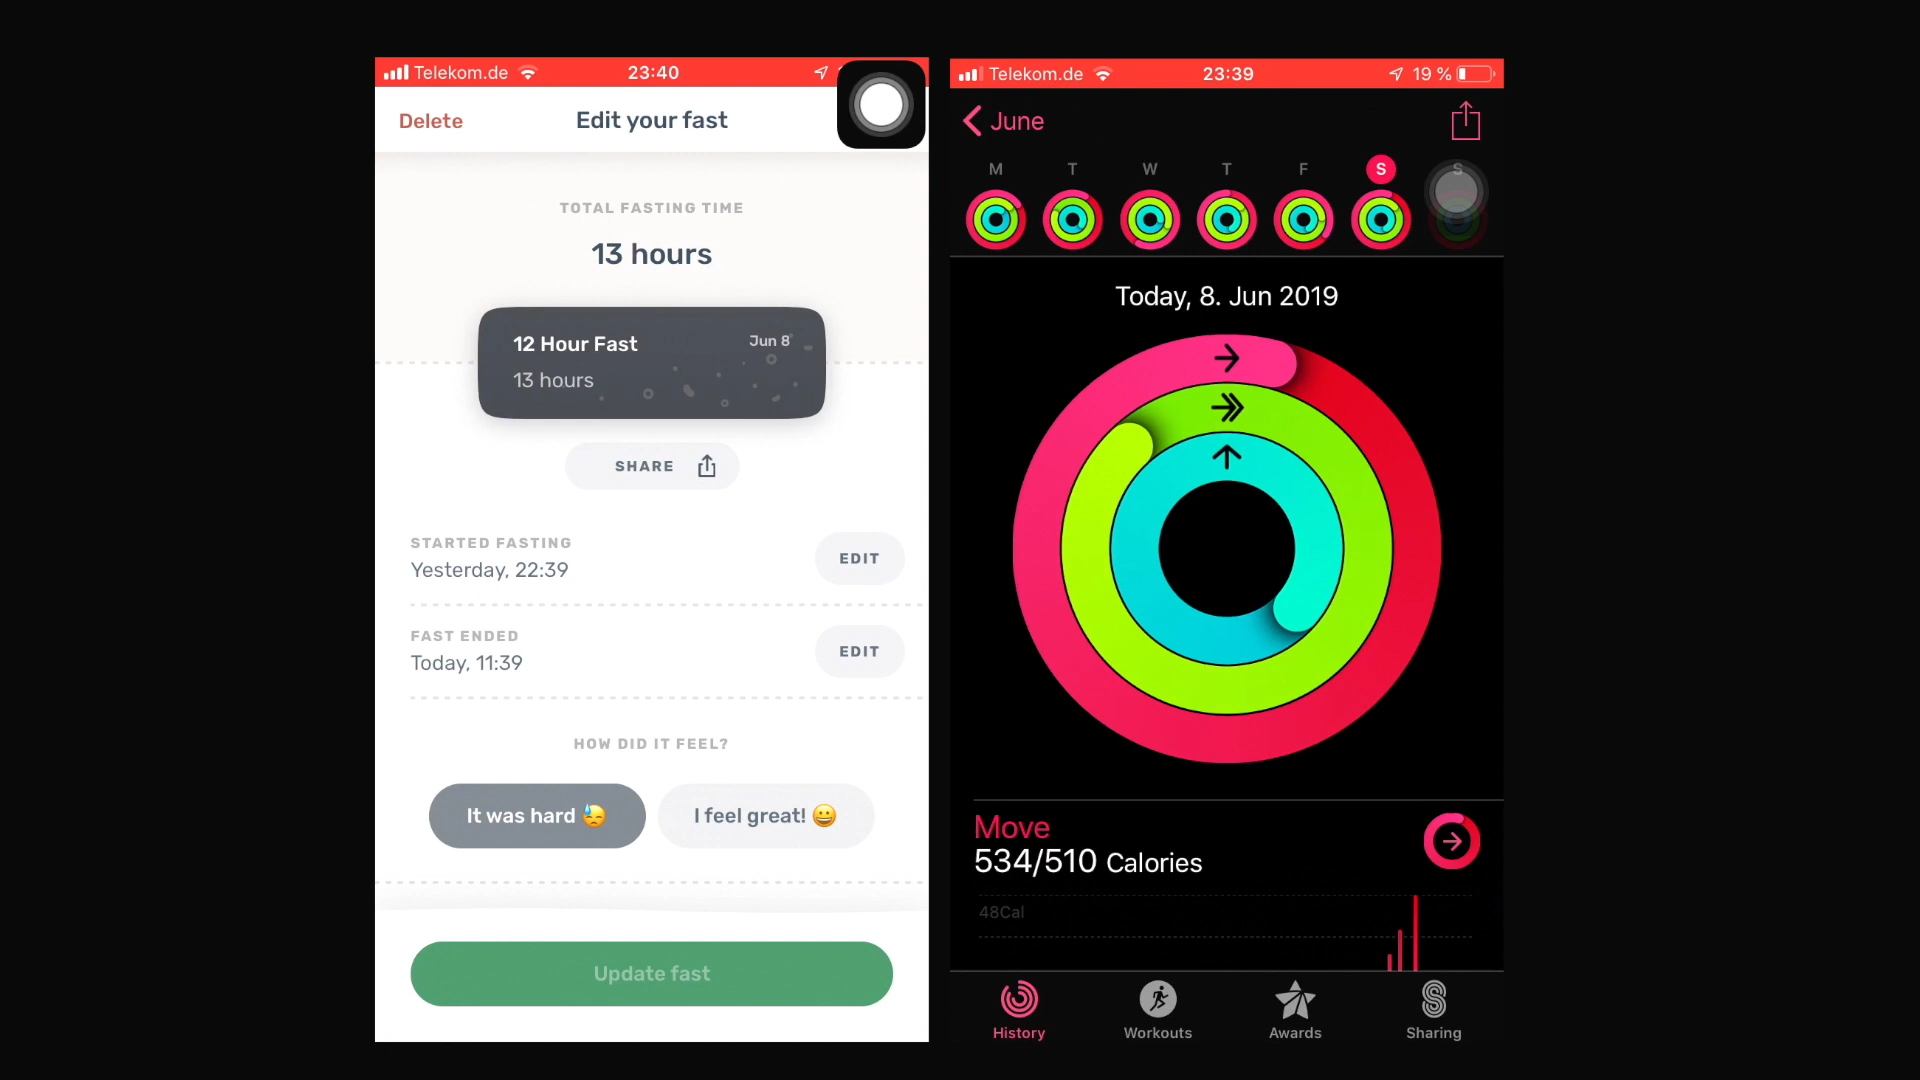 Telekom.de 23:40
Delete Edit your fast
TOTAL FASTING TIME
13 hours
12 Hour Fast Jun 8
13 hours
SHARE
STARTED FASTING
Yesterday, 22:39
EDIT
FAST ENDED
Today, 11:39
EDIT
HOW DID IT FEEL?
It was hard 😓 I feel great! 😀
Update fast
Telekom.de 23:39 19 %
June
M T W T F S S
Today, 8. Jun 2019
Move
534/510 Calories
48Cal
History Workouts Awards Sharing